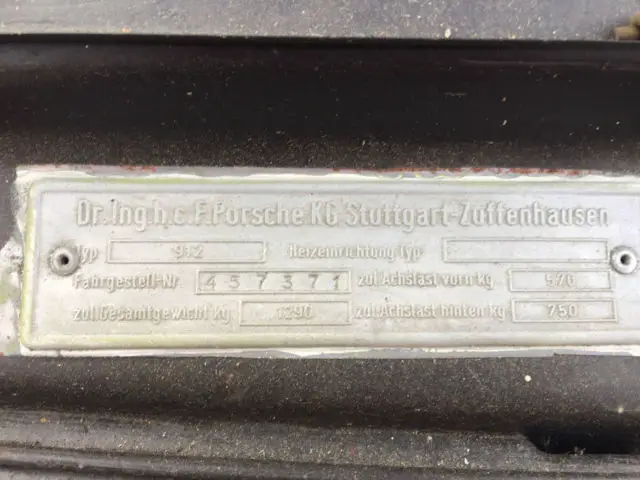 Dr. Ing.h.c.F.Porsche KG Stuttgart-Zuffenhausen
Typ 912 Heizeinrichtung Typ
Fahrgestell-Nr. 457371 zul.Achslast vorn kg 570
zul.Gesamtgewicht kg 1290 zul.Achslast hinten kg 750